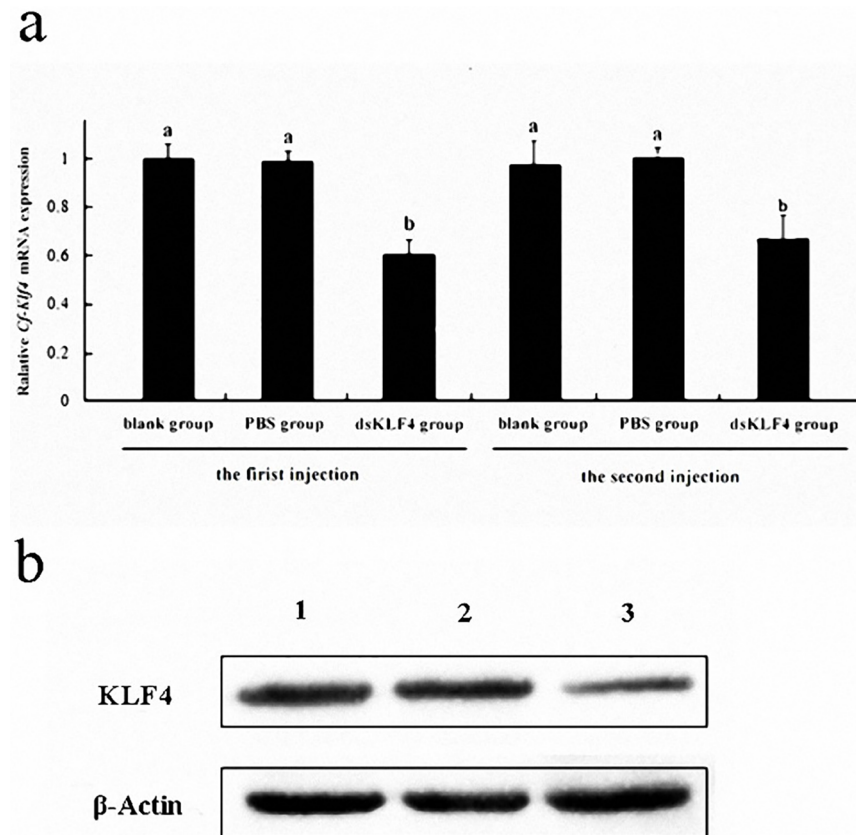 a
Ralative Cf-Klf4 mRNA expression
1
0.8
0.6
0.4
0.2
0
a
a
b
a
a
b
blank group PBS group dsKLF4 group blank group PBS group dsKLF4 group
the firist injection the second injection
b
1 2 3
KLF4
β-Actin